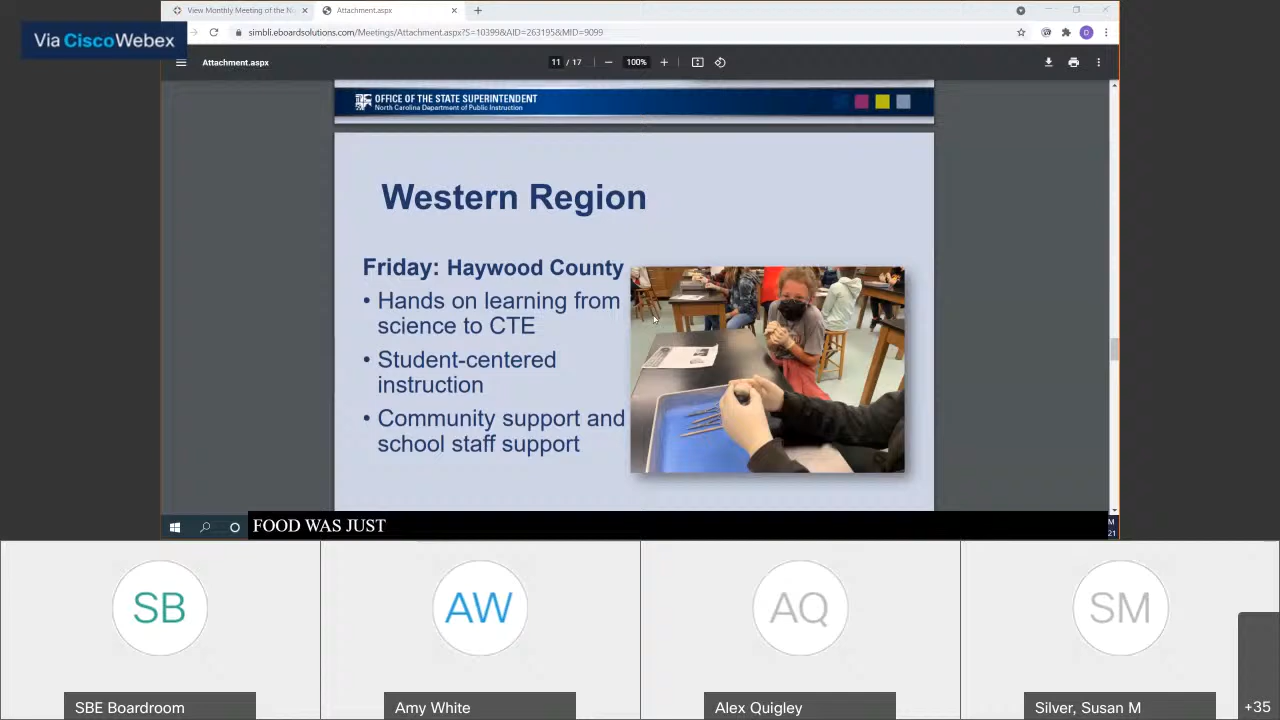 Via Cisco Webex
View Monthly Meeting of the N
Attachment.aspx
simbli.eboardsolutions.com/Meetings/Attachment.aspx?S=10399&AID=263195&MID=9099
D
Attachment.aspx
11 / 17
100%
OFFICE OF THE STATE SUPERINTENDENT
North Carolina Department of Public Instruction
Western Region
Friday: Haywood County
• Hands on learning from
science to CTE
• Student-centered
instruction
• Community support and
school staff support
FOOD WAS JUST
M
21
SB
AW
AQ
SM
SBE Boardroom
Amy White
Alex Quigley
Silver, Susan M
+35